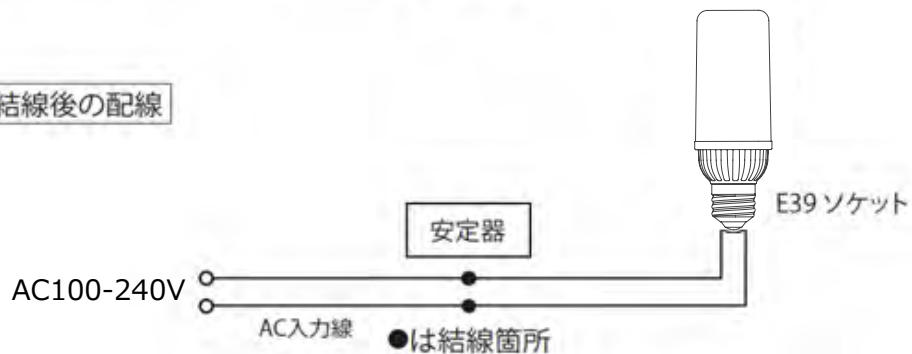 結線後の配線
E39 ソケット
安定器
AC100-240V
AC入力線
●は結線箇所